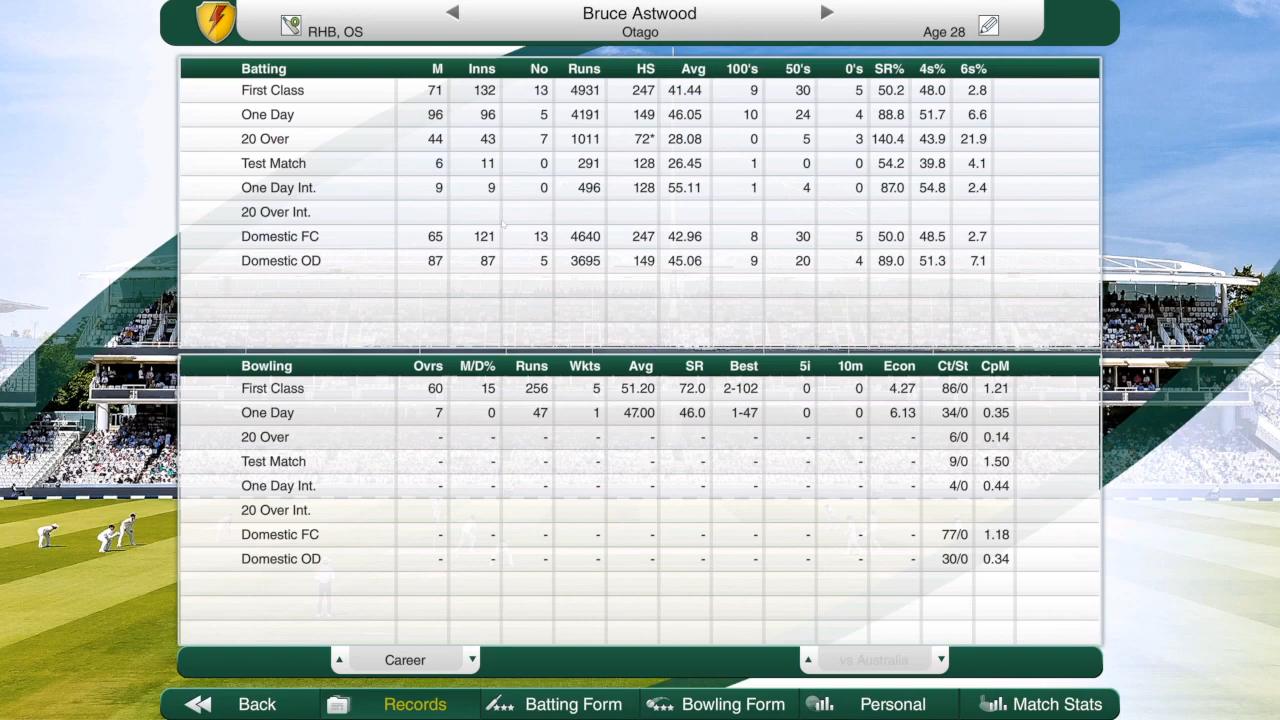 Bruce Astwood
RHB, OS Otago Age 28
Batting M Inns No Runs HS Avg 100's 50's 0's SR% 4s% 6s%
First Class 71 132 13 4931 247 41.44 9 30 5 50.2 48.0 2.8
One Day 96 96 5 4191 149 46.05 10 24 4 88.8 51.7 6.6
20 Over 44 43 7 1011 72* 28.08 0 5 3 140.4 43.9 21.9
Test Match 6 11 0 291 128 26.45 1 0 0 54.2 39.8 4.1
One Day Int. 9 9 0 496 128 55.11 1 4 0 87.0 54.8 2.4
20 Over Int.
Domestic FC 65 121 13 4640 247 42.96 8 30 5 50.0 48.5 2.7
Domestic OD 87 87 5 3695 149 45.06 9 20 4 89.0 51.3 7.1
Bowling Ovrs M/D% Runs Wkts Avg SR Best 5i 10m Econ Ct/St CpM
First Class 60 15 256 5 51.20 72.0 2-102 0 0 4.27 86/0 1.21
One Day 7 0 47 1 47.00 46.0 1-47 0 0 6.13 34/0 0.35
20 Over - - - - - - - - - - 6/0 0.14
Test Match - - - - - - - - - - 9/0 1.50
One Day Int. - - - - - - - - - - 4/0 0.44
20 Over Int.
Domestic FC - - - - - - - - - - 77/0 1.18
Domestic OD - - - - - - - - - - 30/0 0.34
Career vs Australia
Back Records Batting Form Bowling Form Personal Match Stats